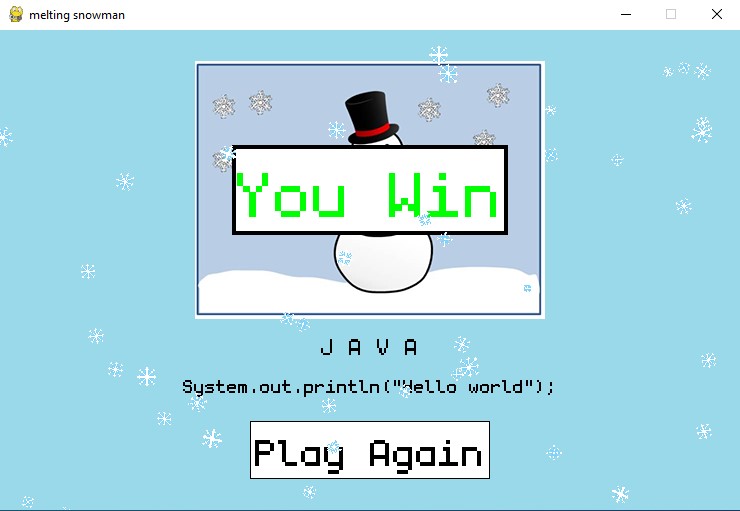 melting snowman
You Win
J A V A
System.out.println("Hello world");
Play Again